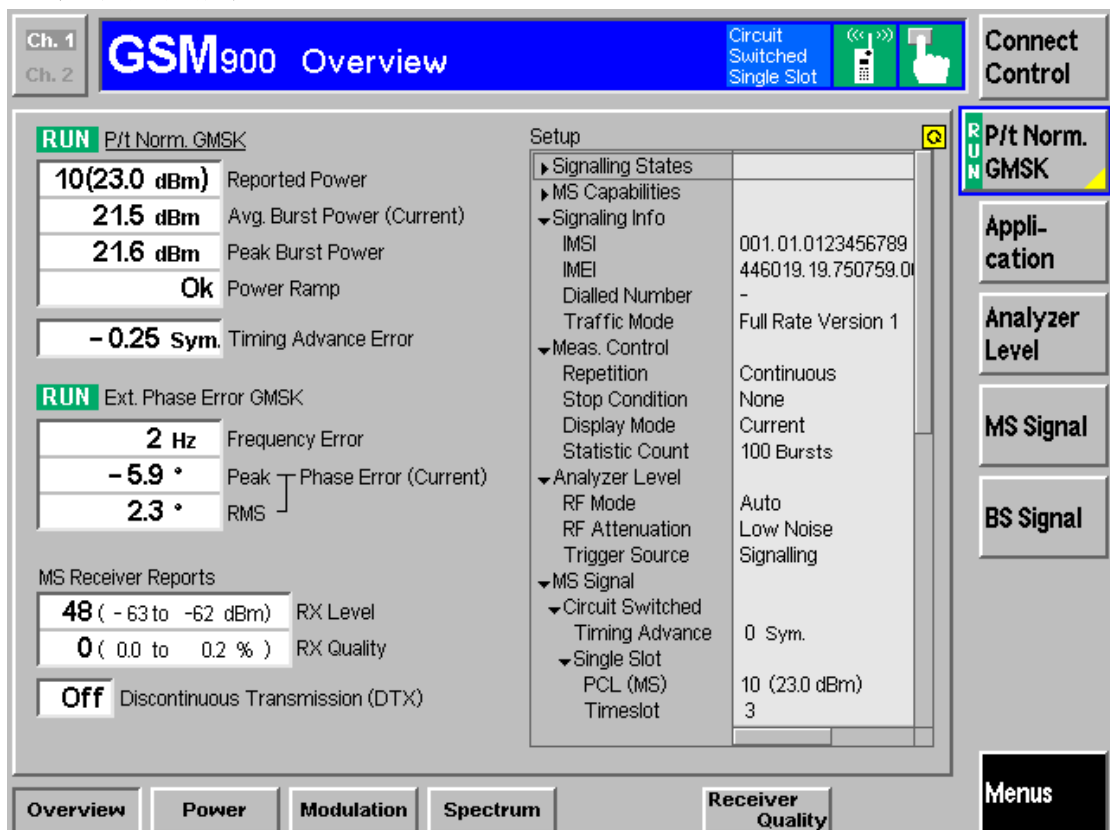 Ch. 1
Ch. 2
GSM900 Overview
Circuit
Switched
Single Slot
Connect
Control
RUN P/t Norm. GMSK
10(23.0 dBm) Reported Power
21.5 dBm Avg. Burst Power (Current)
21.6 dBm Peak Burst Power
Ok Power Ramp
– 0.25 Sym. Timing Advance Error
RUN Ext. Phase Error GMSK
2 Hz Frequency Error
– 5.9 ° Peak Phase Error (Current)
2.3 ° RMS
MS Receiver Reports
48 ( - 63 to -62 dBm) RX Level
0 ( 0.0 to 0.2 % ) RX Quality
Off Discontinuous Transmission (DTX)
Setup
Signalling States
MS Capabilities
Signaling Info
IMSI 001.01.0123456789
IMEI 446019.19.750759.0
Dialled Number -
Traffic Mode Full Rate Version 1
Meas. Control
Repetition Continuous
Stop Condition None
Display Mode Current
Statistic Count 100 Bursts
Analyzer Level
RF Mode Auto
RF Attenuation Low Noise
Trigger Source Signalling
MS Signal
Circuit Switched
Timing Advance 0 Sym.
Single Slot
PCL (MS) 10 (23.0 dBm)
Timeslot 3
RUN
P/t Norm.
GMSK
Appli-
cation
Analyzer
Level
MS Signal
BS Signal
Menus
Overview Power Modulation Spectrum Receiver
Quality